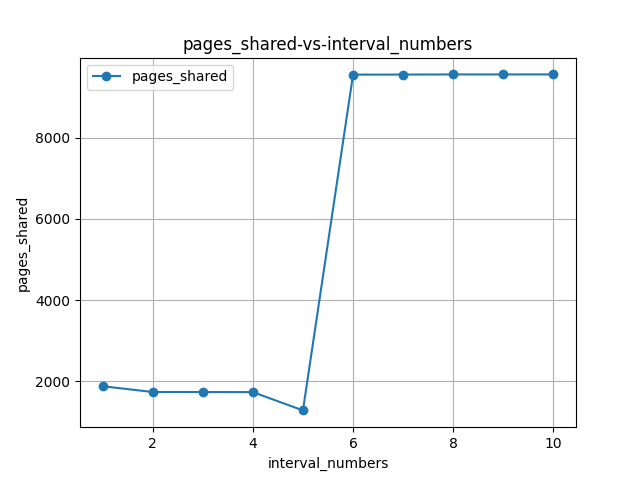 pages_shared-vs-interval_numbers
pages_shared
8000
6000
4000
2000
pages_shared
2 4 6 8 10
interval_numbers